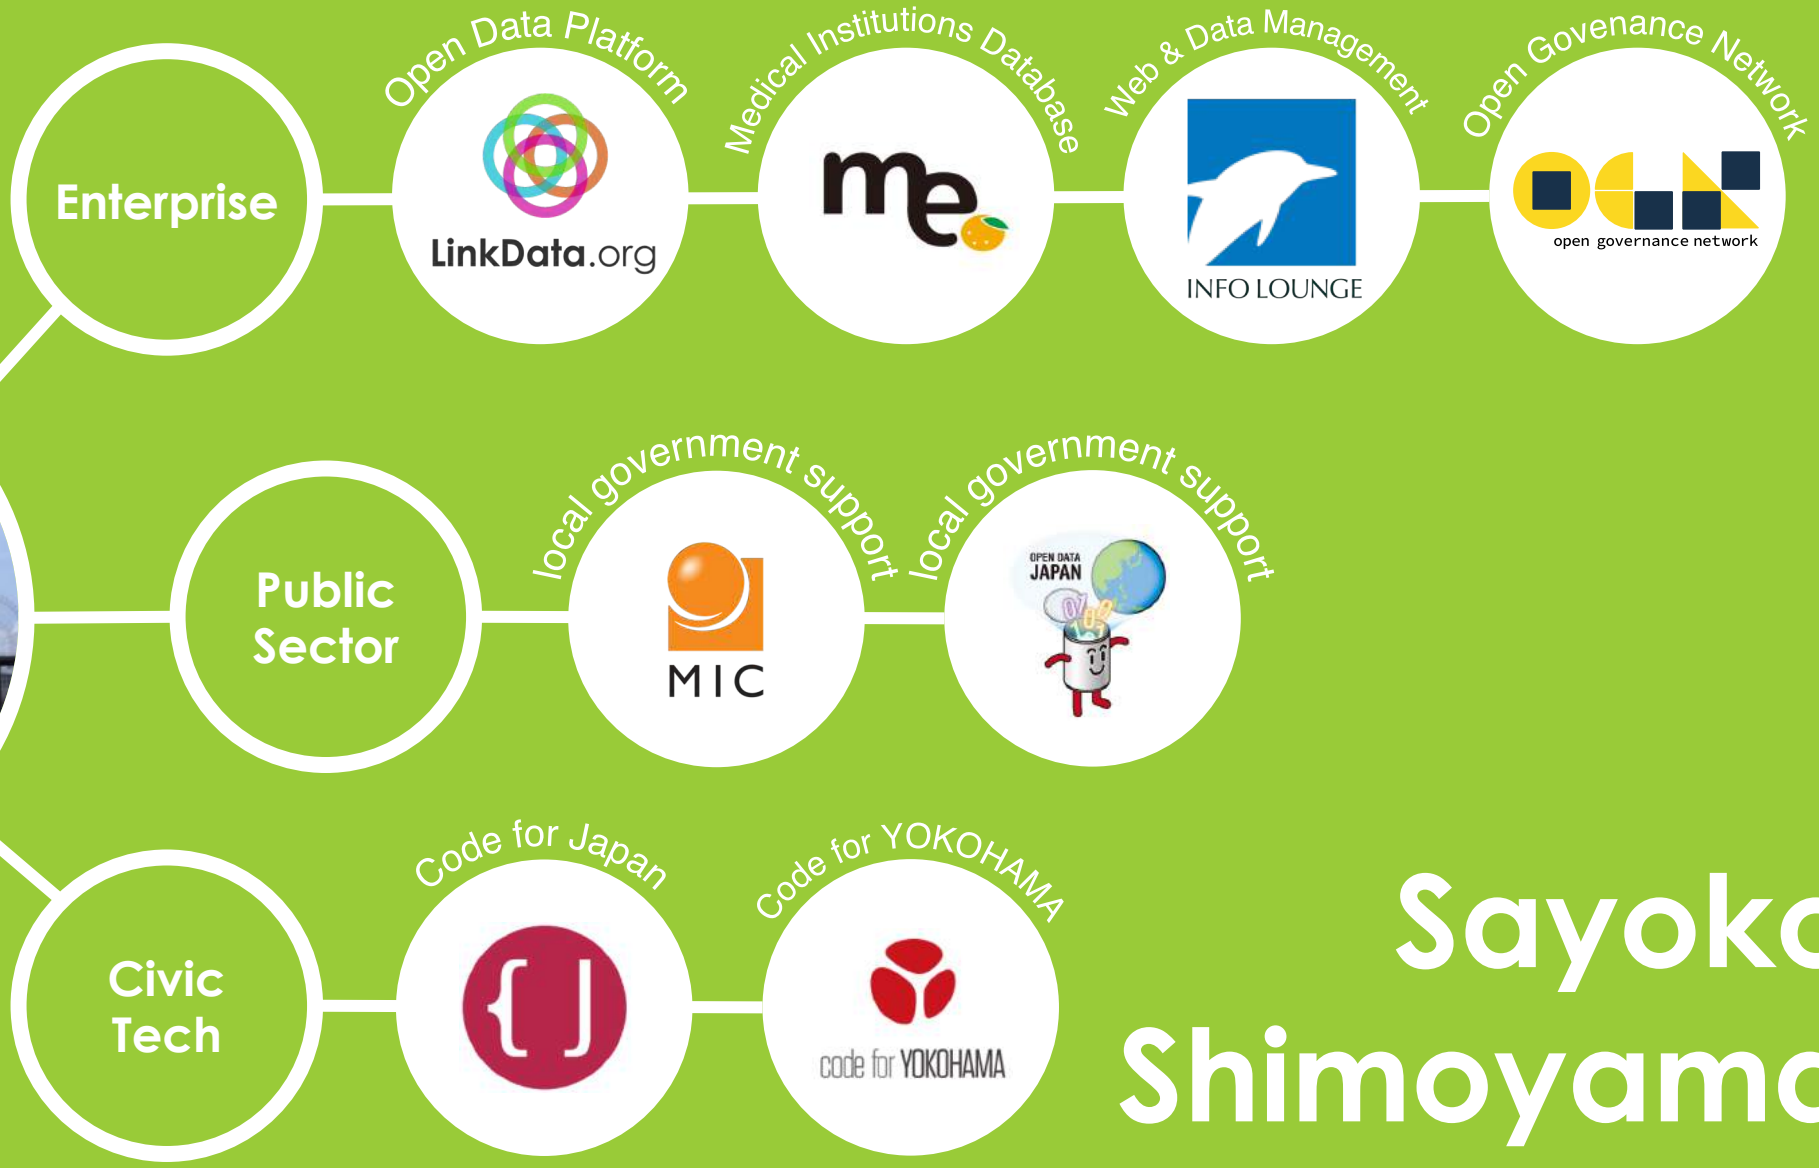 Open Data Platform
Medical Institutions Database
Web & Data Management
Open Govenance Network
Enterprise
LinkData.org
me
INFO LOUNGE
OGN
open governance network
local government support
local government support
Public
Sector
MIC
OPEN DATA
JAPAN
Code for Japan
Code for YOKOHAMA
Civic
Tech
{ J
code for YOKOHAMA
Sayoko
Shimoyama